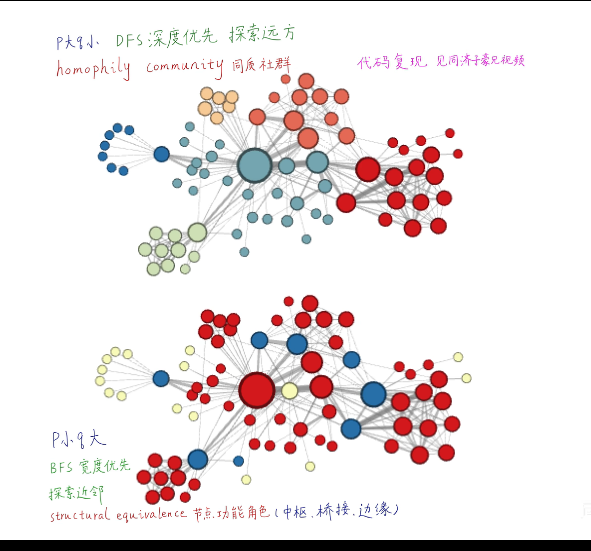 P大q小 DFS 深度优先 探索远方
homophily community 同质社群
代码复现 见同济子豪兄视频
P小q大
BFS 宽度优先
探索近邻
structural equivalence 节点功能角色(中枢、桥接、边缘)